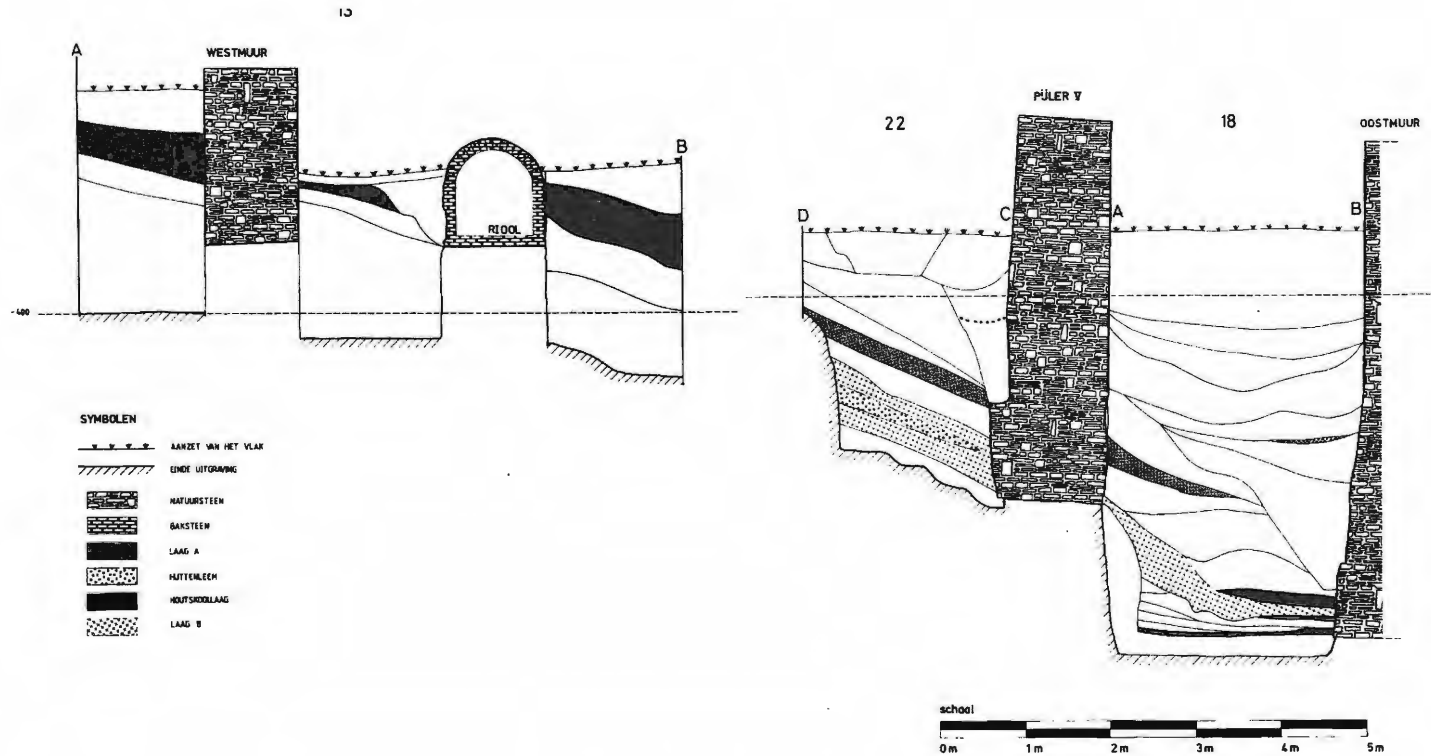 A
WESTMUUR
B
RIOOL
-400
SYMBOLEN
AANZET VAN HET VLAK
EINDE UITGRAVING
NATUURSTEEN
BAKSTEEN
LAAG A
HUTTENLEEM
HOUTSKOOLLAAG
LAAG B
22
PÜLER V
18
OOSTMUUR
D
C
A
B
schaal
0m 1m 2m 3m 4m 5m